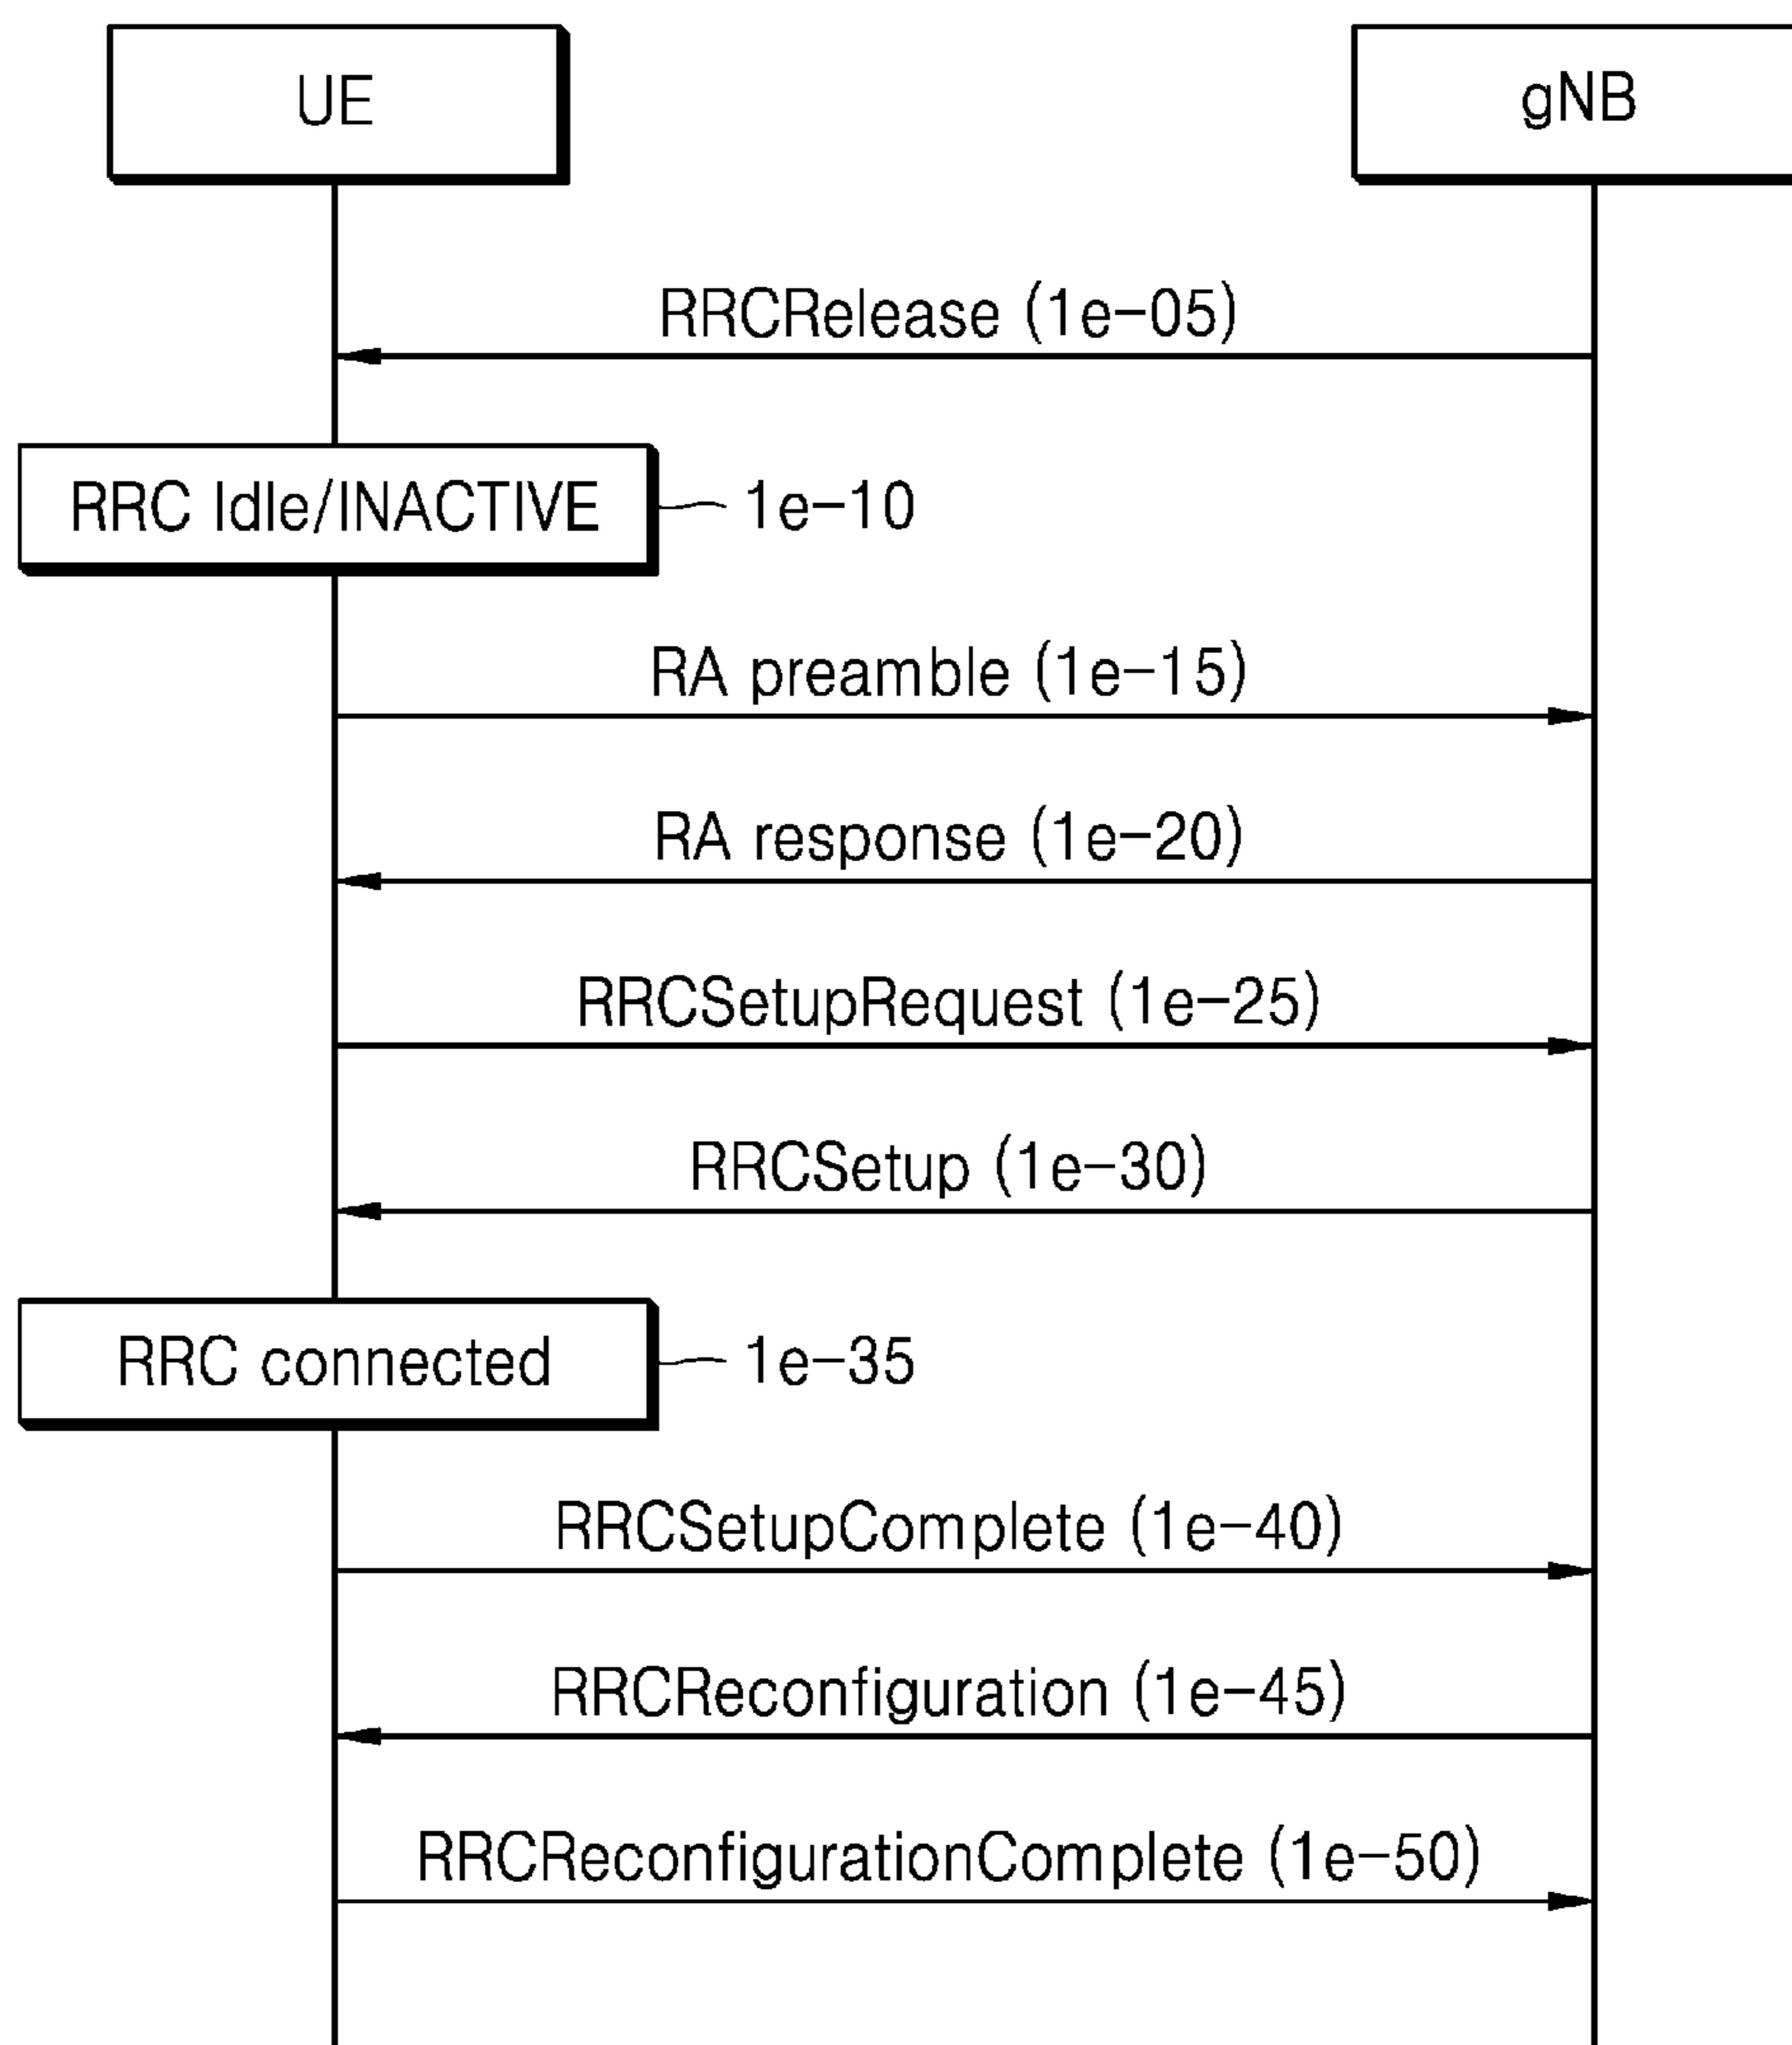 UE
gNB
RRCRelease (1e-05)
RRC Idle/INACTIVE
1e-10
RA preamble (1e-15)
RA response (1e-20)
RRCSetupRequest (1e-25)
RRCSetup (1e-30)
RRC connected
1e-35
RRCSetupComplete (1e-40)
RRCReconfiguration (1e-45)
RRCReconfigurationComplete (1e-50)